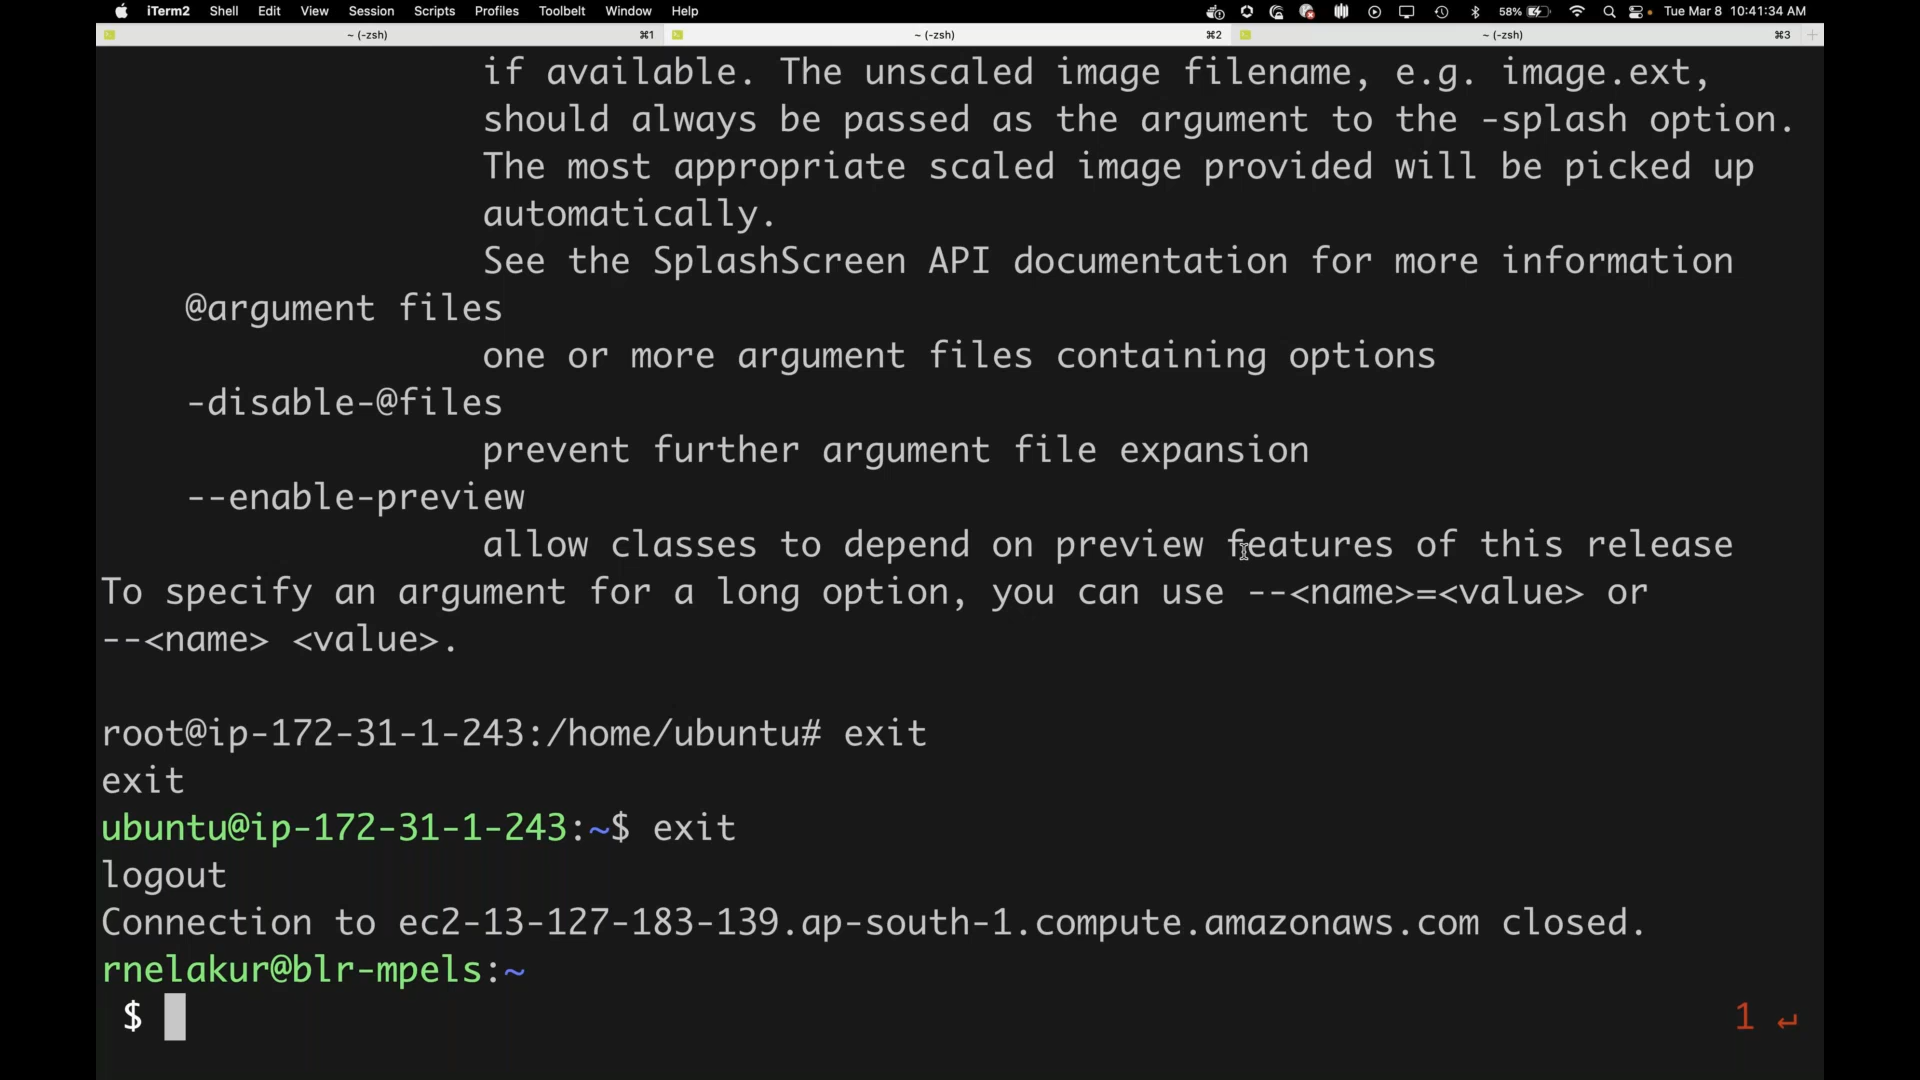 iTerm2 Shell Edit View Session Scripts Profiles Toolbelt Window Help 58% Tue Mar 8 10:41:34 AM
~ (-zsh) ⌘1 ~ (-zsh) ⌘2 ~ (-zsh) ⌘3
if available. The unscaled image filename, e.g. image.ext,
should always be passed as the argument to the -splash option.
The most appropriate scaled image provided will be picked up
automatically.
See the SplashScreen API documentation for more information
@argument files
one or more argument files containing options
-disable-@files
prevent further argument file expansion
--enable-preview
allow classes to depend on preview features of this release
To specify an argument for a long option, you can use --<name>=<value> or
--<name> <value>.
root@ip-172-31-1-243:/home/ubuntu# exit
exit
ubuntu@ip-172-31-1-243:~$ exit
logout
Connection to ec2-13-127-183-139.ap-south-1.compute.amazonaws.com closed.
rnelakur@blr-mpels:~
$ 1 ↵